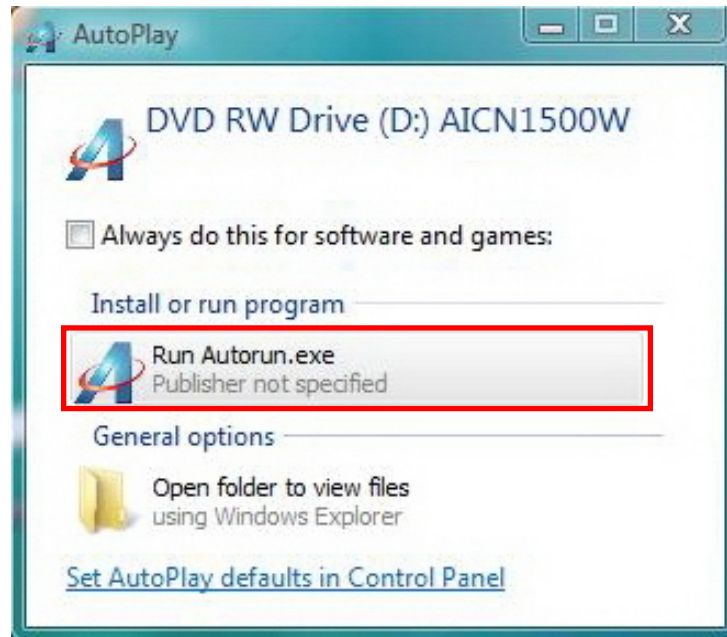 AutoPlay
DVD RW Drive (D:) AICN1500W
Always do this for software and games:
Install or run program
Run Autorun.exe
Publisher not specified
General options
Open folder to view files
using Windows Explorer
Set AutoPlay defaults in Control Panel